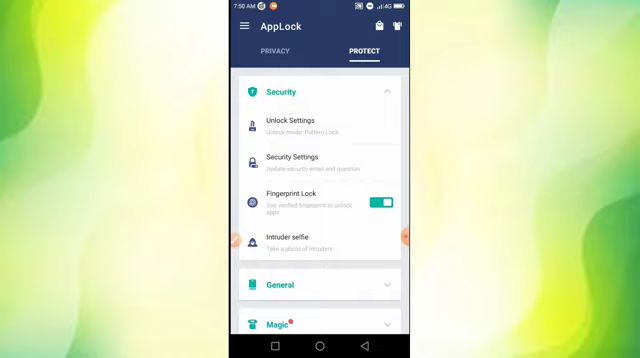 7:50 AM
4G
AppLock
PRIVACY
PROTECT
Security
Unlock Settings
Unlock mode: Pattern Lock
Security Settings
Update security email and question
Fingerprint Lock
Use verified fingerprint to unlock
apps
Intruder selfie
Take a photo of intruders
General
Magic